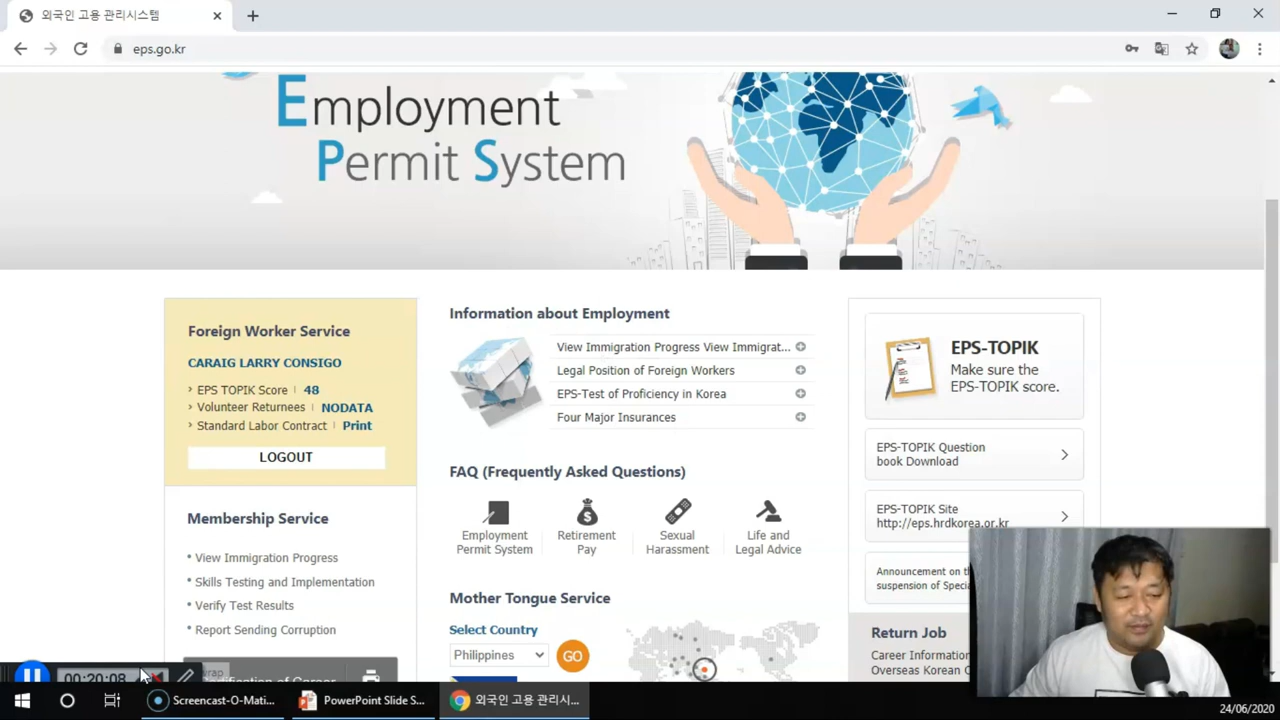 외국인 고용 관리시스템
eps.go.kr
Employment
Permit System
Foreign Worker Service
CARAIG LARRY CONSIGO
EPS TOPIK Score 48
Volunteer Returnees NODATA
Standard Labor Contract Print
LOGOUT
Membership Service
View Immigration Progress
Skills Testing and Implementation
Verify Test Results
Report Sending Corruption
Information about Employment
View Immigration Progress View Immigrat...
Legal Position of Foreign Workers
EPS-Test of Proficiency in Korea
Four Major Insurances
FAQ (Frequently Asked Questions)
Employment
Permit System
Retirement
Pay
Sexual
Harassment
Life and
Legal Advice
Mother Tongue Service
Select Country
Philippines
GO
EPS-TOPIK
Make sure the
EPS-TOPIK score.
EPS-TOPIK Question
book Download
EPS-TOPIK Site
http://eps.hrdkorea.or.kr
Announcement on th
suspension of Speci
Return Job
Career Information
Overseas Korean C
00:20:08
Screencast-O-Mati...
PowerPoint Slide S...
외국인 고용 관리시...
24/06/2020